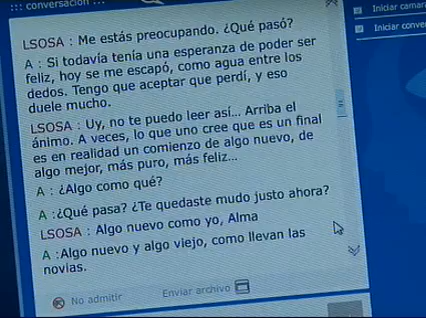 ::: conversación :::
LSOSA : Me estás preocupando. ¿Qué pasó?
A : Si todavía tenía una esperanza de poder ser
feliz, hoy se me escapó, como agua entre los
dedos. Tengo que aceptar que perdí, y eso
duele mucho.
LSOSA : Uy, no te puedo leer así... Arriba el
ánimo. A veces, lo que uno cree que es un final
es en realidad un comienzo de algo nuevo, de
algo mejor, más puro, más feliz...
A : ¿Algo como qué?
A :¿Qué pasa? ¿Te quedaste mudo justo ahora?
LSOSA : Algo nuevo como yo, Alma
A :Algo nuevo y algo viejo, como llevan las
novias.
No admitir
Enviar archivo
Iniciar
Iniciar